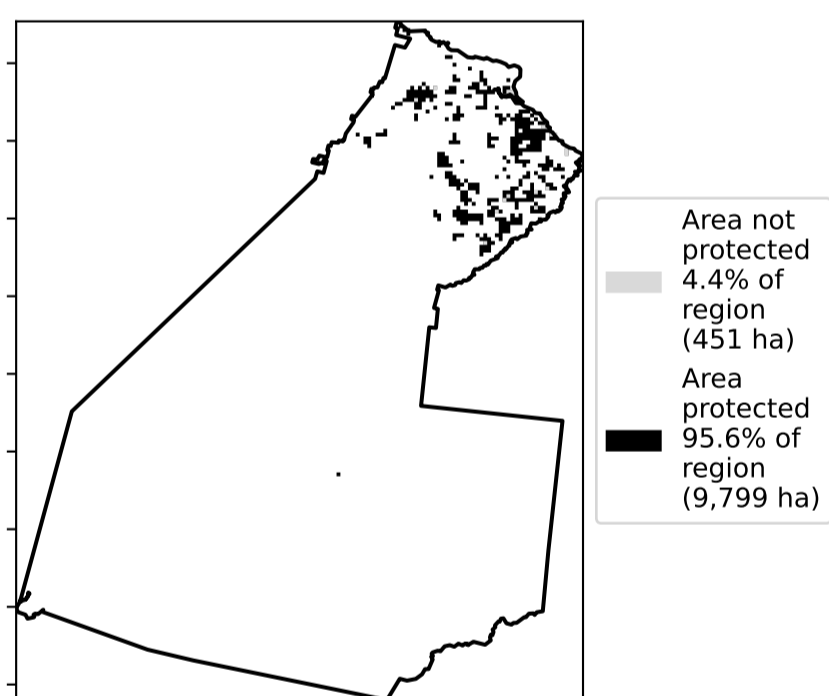 Area not
protected
4.4% of
region
(451 ha)
Area
protected
95.6% of
region
(9,799 ha)